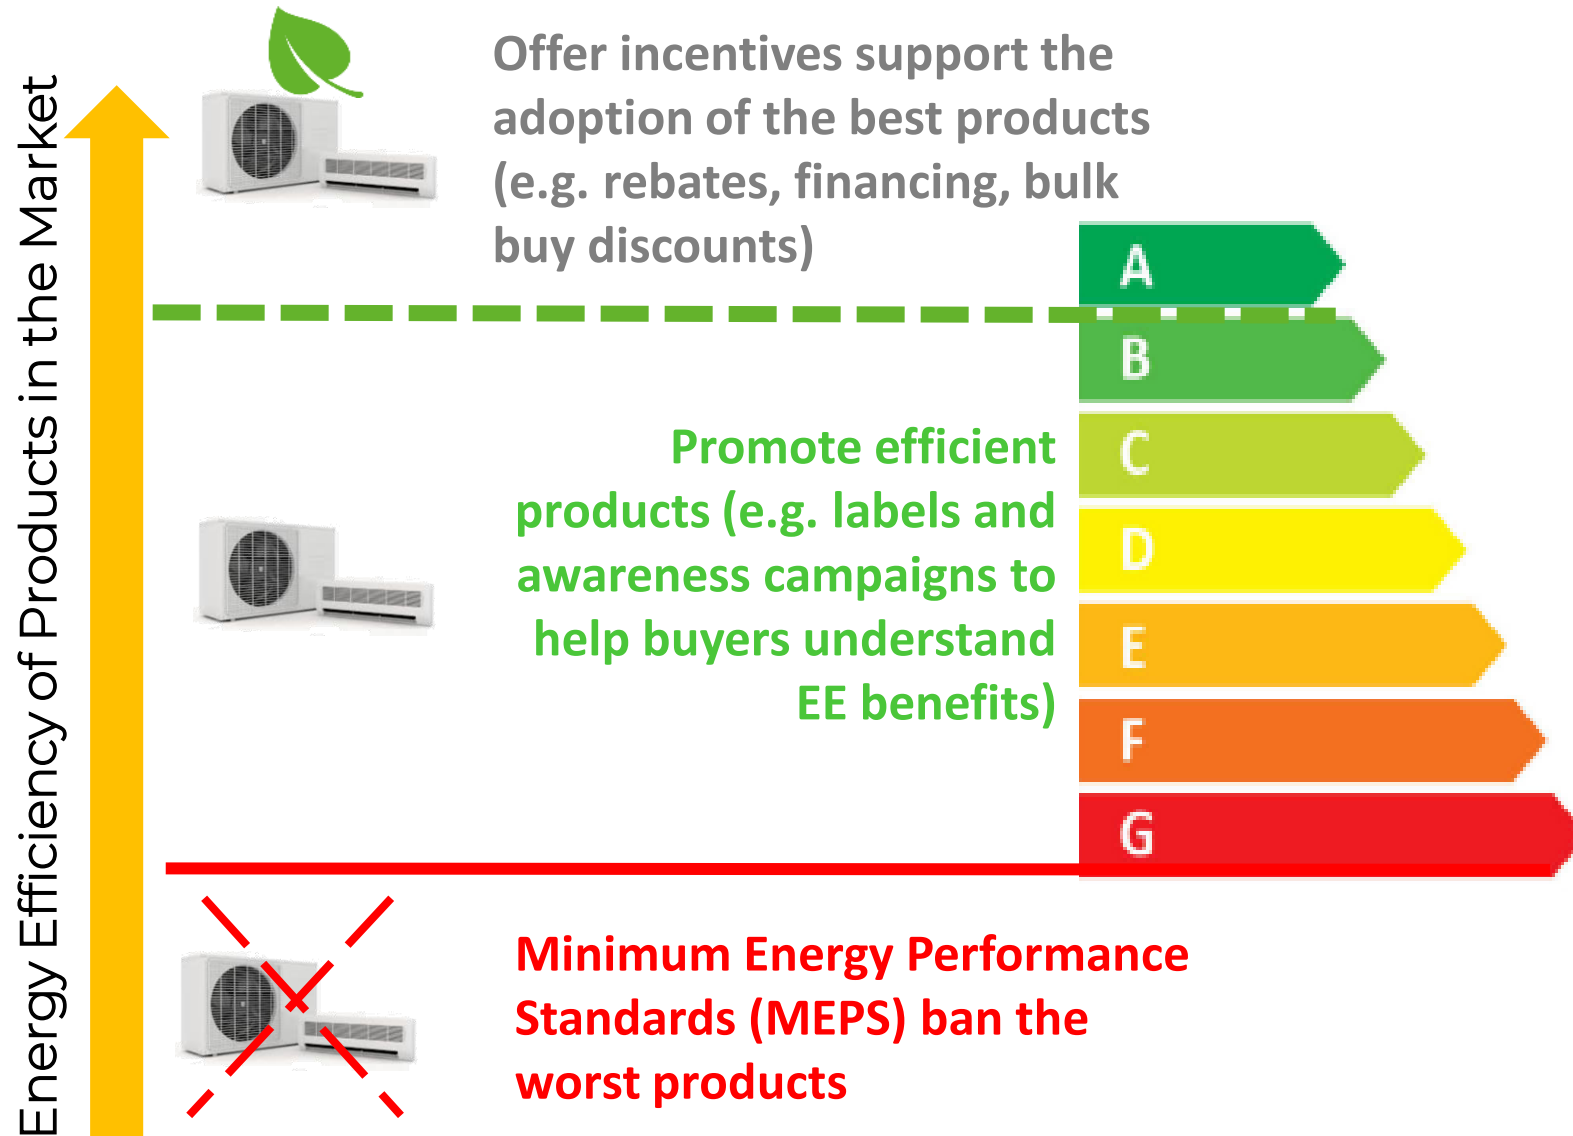 Energy Efficiency of Products in the Market
Offer incentives support the
adoption of the best products
(e.g. rebates, financing, bulk
buy discounts)
A
B
C
D
E
F
G
Promote efficient
products (e.g. labels and
awareness campaigns to
help buyers understand
EE benefits)
Minimum Energy Performance
Standards (MEPS) ban the
worst products